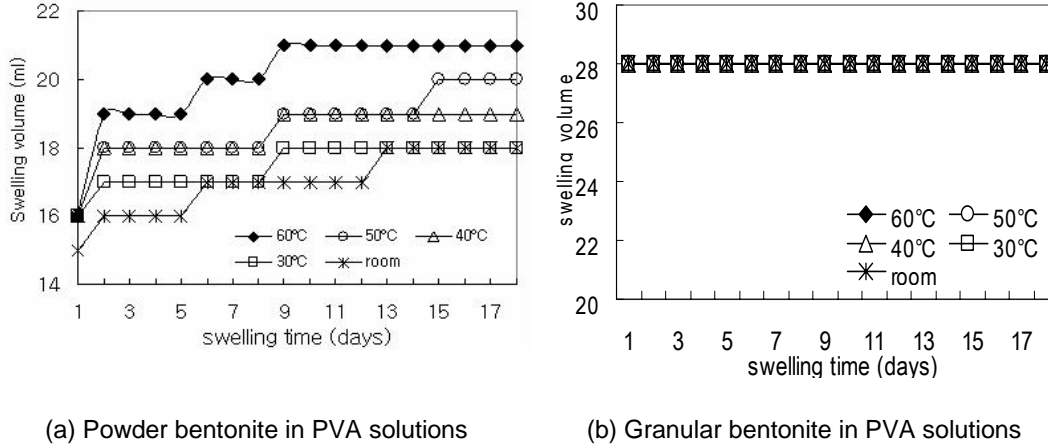 22
20
18
16
14
Swelling volume (ml)
60℃ 50℃ 40℃
30℃ room
1 3 5 7 9 11 13 15 17
swelling time (days)
30
28
26
24
22
20
swelling volume
60℃ 50℃
40℃ 30℃
room
1 3 5 7 9 11 13 15 17
swelling time (days)
(a) Powder bentonite in PVA solutions
(b) Granular bentonite in PVA solutions